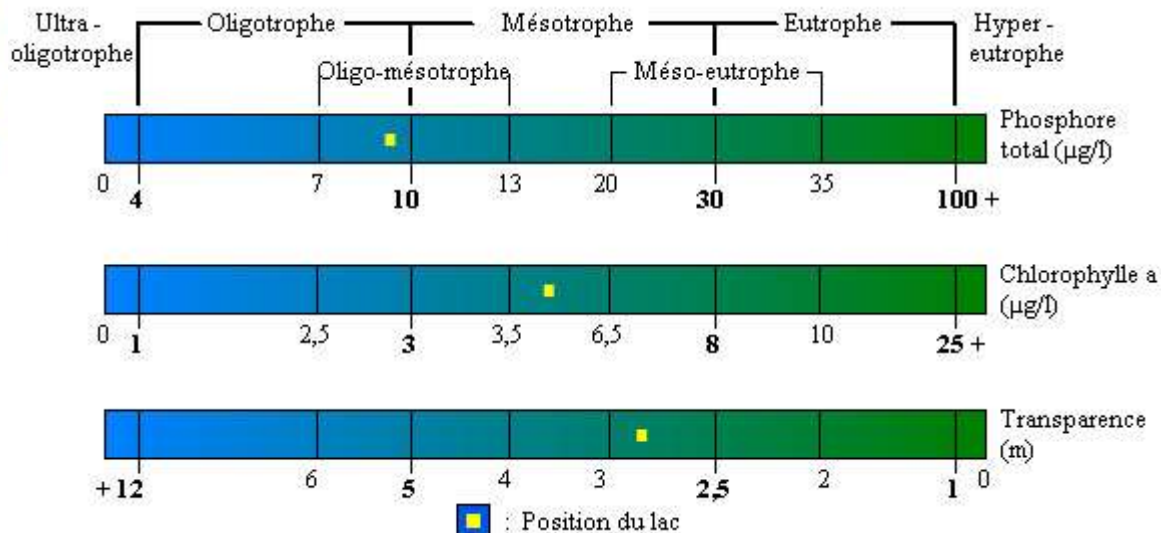 Ultra - Oligotrophe Mésotrophe Eutrophe Hyper -
oligotrophe eutrophe
Oligo-mésotrophe Méso-eutrophe
Phosphore
total (µg/l)
0 4 7 10 13 20 30 35 100 +
Chlorophylle a
(µg/l)
0 1 2,5 3 3,5 6,5 8 10 25 +
Transparence
(m)
+ 12 6 5 4 3 2,5 2 1 0
: Position du lac